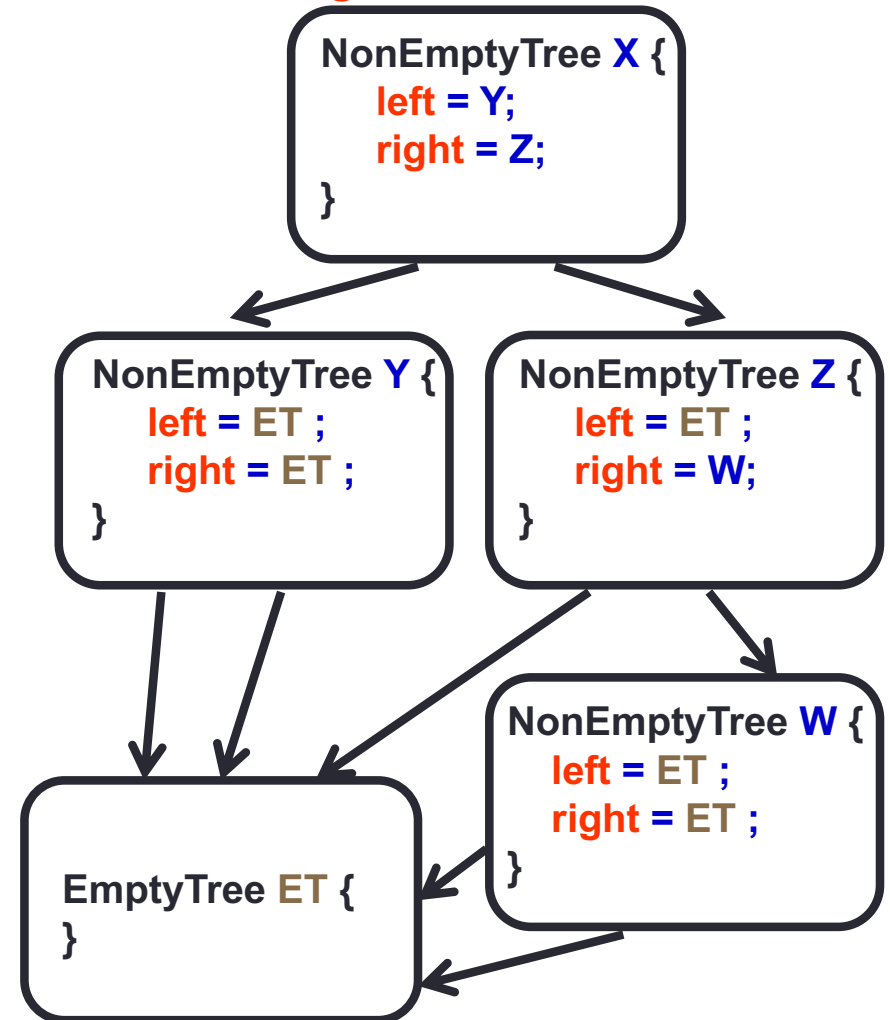 NonEmptyTree X {
left = Y;
right = Z;
}
NonEmptyTree Y {
left = ET ;
right = ET ;
}
NonEmptyTree Z {
left = ET ;
right = W;
}
NonEmptyTree W {
left = ET ;
right = ET ;
}
EmptyTree ET {
}